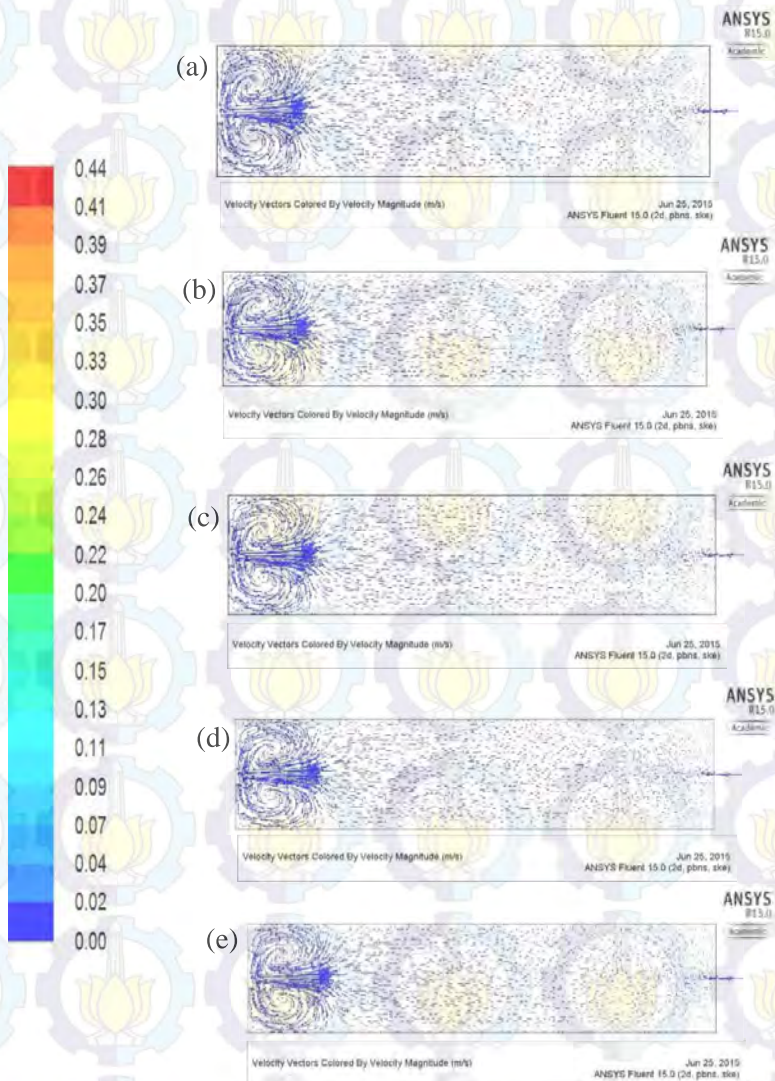 ANSYS
R15.0
Academic
(a)
Velocity Vectors Colored By Velocity Magnitude (m/s)
Jun 25, 2015
ANSYS Fluent 15.0 (2d, pbns, ske)
0.44
0.41
0.39
0.37
0.35
0.33
0.30
0.28
0.26
0.24
0.22
0.20
0.17
0.15
0.13
0.11
0.09
0.07
0.04
0.02
0.00
ANSYS
R15.0
Academic
(b)
Velocity Vectors Colored By Velocity Magnitude (m/s)
Jun 25, 2015
ANSYS Fluent 15.0 (2d, pbns, ske)
ANSYS
R15.0
Academic
(c)
Velocity Vectors Colored By Velocity Magnitude (m/s)
Jun 25, 2015
ANSYS Fluent 15.0 (2d, pbns, ske)
ANSYS
R15.0
Academic
(d)
Velocity Vectors Colored By Velocity Magnitude (m/s)
Jun 25, 2015
ANSYS Fluent 15.0 (2d, pbns, ske)
ANSYS
R15.0
Academic
(e)
Velocity Vectors Colored By Velocity Magnitude (m/s)
Jun 25, 2015
ANSYS Fluent 15.0 (2d, pbns, ske)